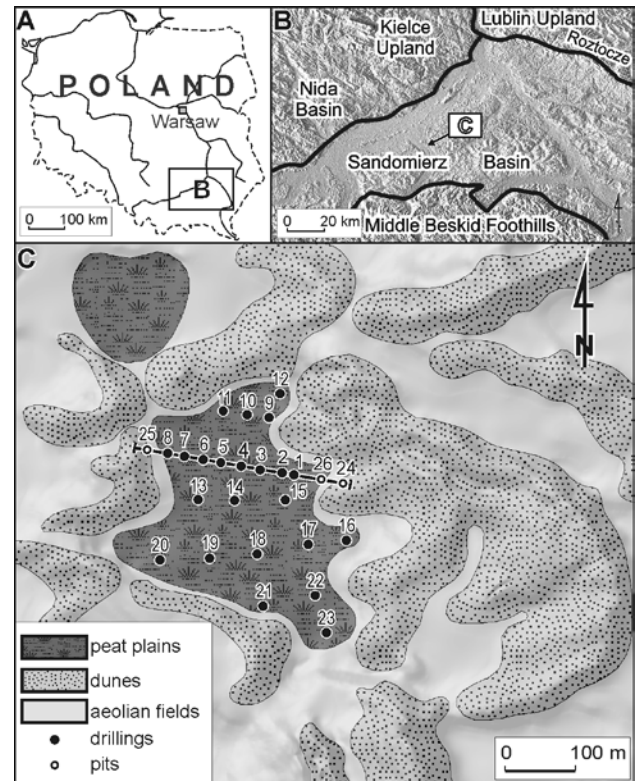 A
POLAND
Warsaw
B
0 100 km
B
Lublin Upland
Kielce
Upland
Roztocze
Nida
Basin
C
Sandomierz Basin
0 20 km
Middle Beskid Foothills
C
N
12
11 10 9
25 8 7 6 5 4 3 2 1 26 24
13 14 15
20 19 18 17 16
21 22
23
peat plains
dunes
aeolian fields
drillings
pits
0 100 m